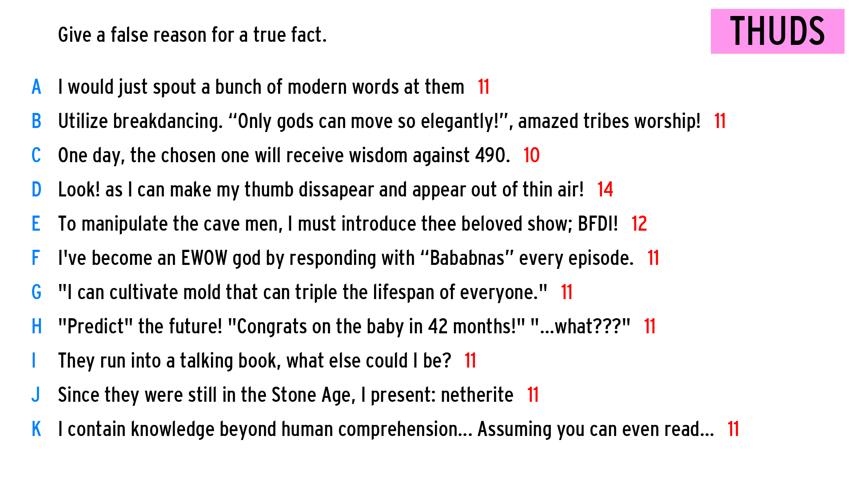 Give a false reason for a true fact.
THUDS
A I would just spout a bunch of modern words at them 11
B Utilize breakdancing. “Only gods can move so elegantly!”, amazed tribes worship! 11
C One day, the chosen one will receive wisdom against 490. 10
D Look! as I can make my thumb dissapear and appear out of thin air! 14
E To manipulate the cave men, I must introduce thee beloved show; BFDI! 12
F I've become an EWOW god by responding with “Bababnas” every episode. 11
G "I can cultivate mold that can triple the lifespan of everyone." 11
H "Predict" the future! "Congrats on the baby in 42 months!" "...what???" 11
I They run into a talking book, what else could I be? 11
J Since they were still in the Stone Age, I present: netherite 11
K I contain knowledge beyond human comprehension... Assuming you can even read... 11